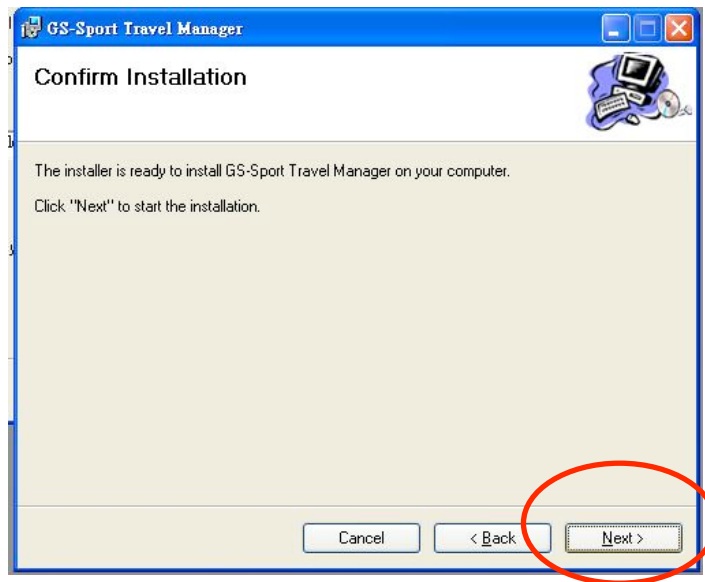 GS-Sport Travel Manager
Confirm Installation
The installer is ready to install GS-Sport Travel Manager on your computer.
Click "Next" to start the installation.
Cancel
< Back
Next >